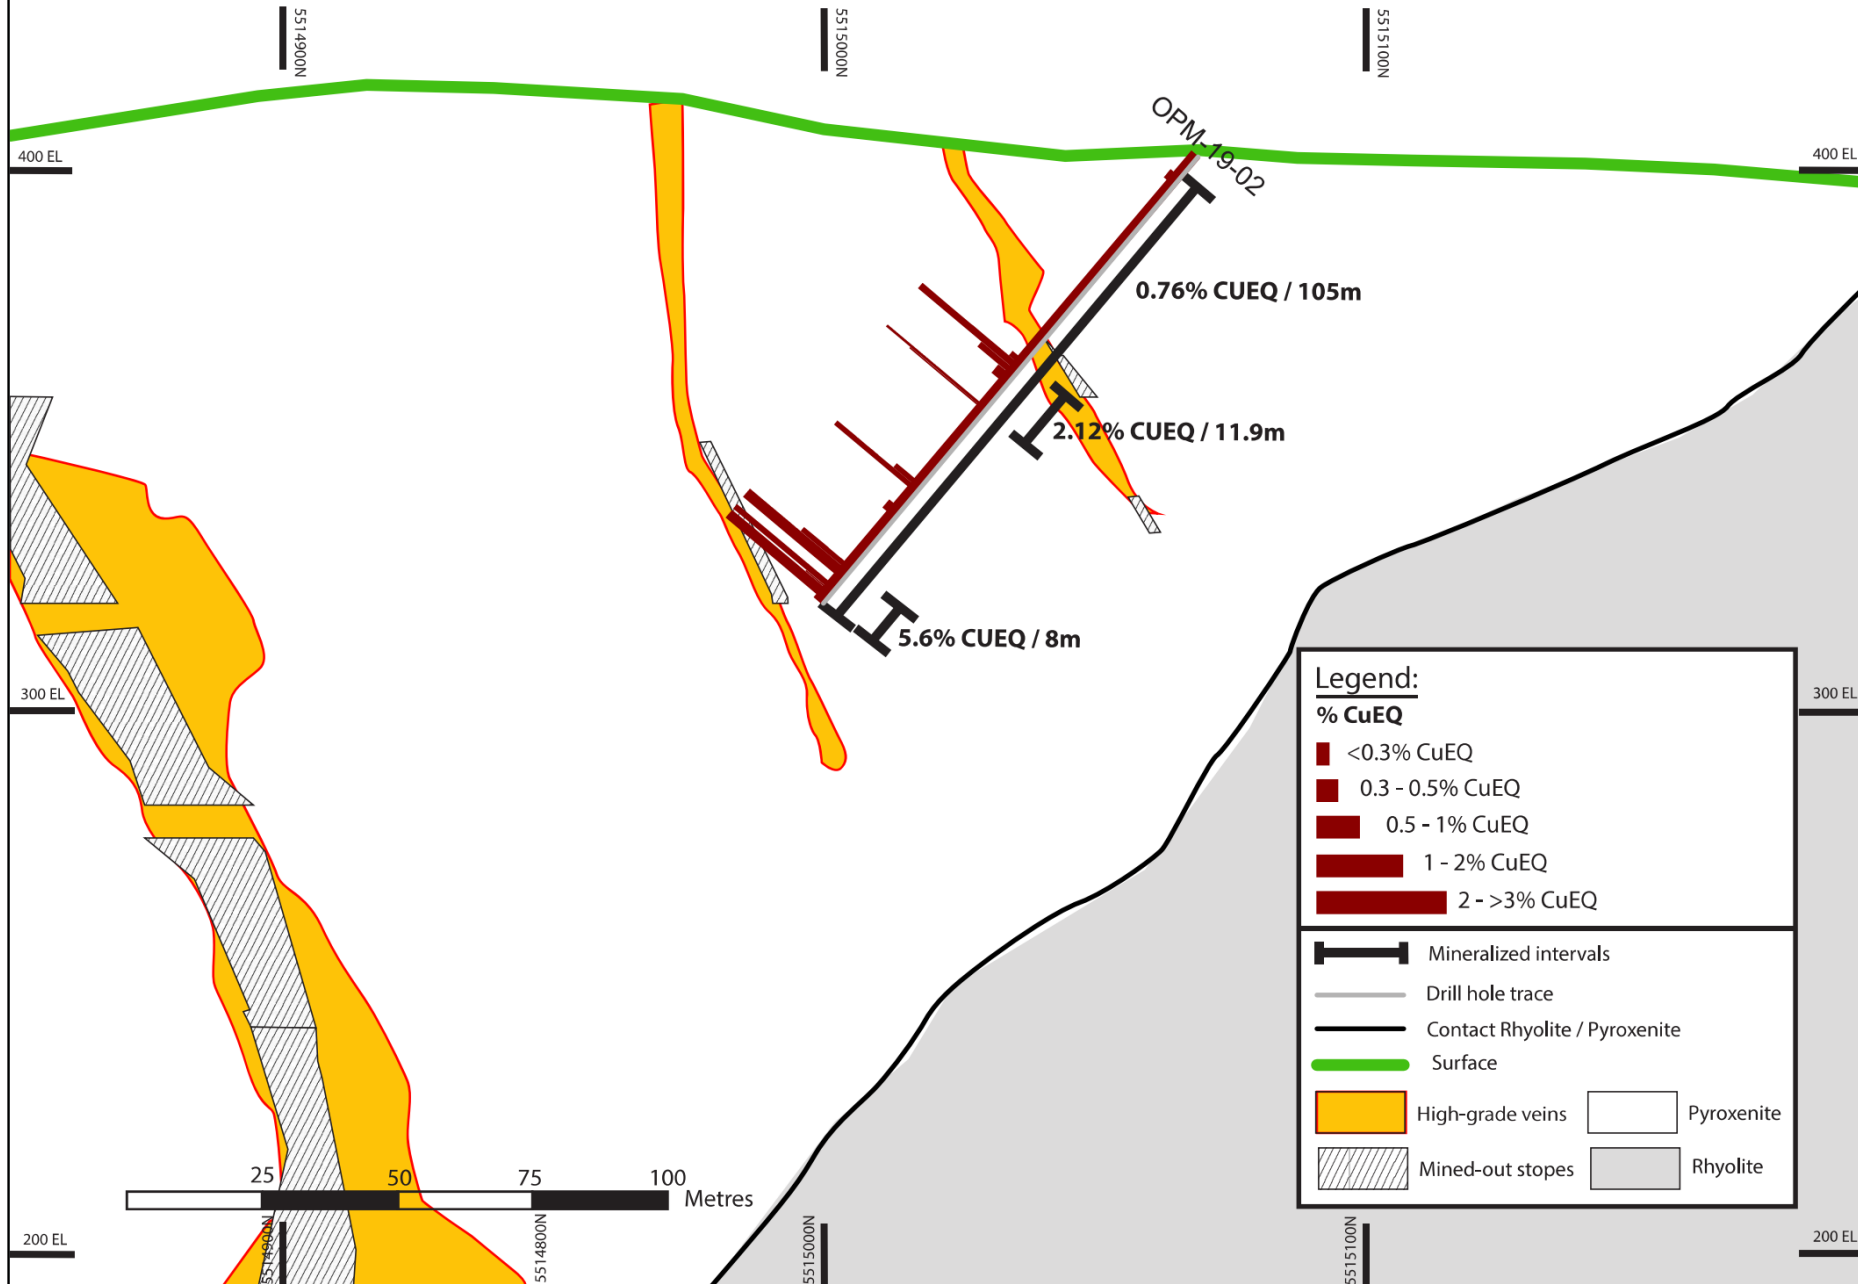 5514900N
5515000N
5515100N
OPM-19-02
400 EL
400 EL
0.76% CUEQ / 105m
2.12% CUEQ / 11.9m
5.6% CUEQ / 8m
300 EL
300 EL
Legend:
% CuEQ
<0.3% CuEQ
0.3 - 0.5% CuEQ
0.5 - 1% CuEQ
1 - 2% CuEQ
2 - >3% CuEQ
Mineralized intervals
Drill hole trace
Contact Rhyolite / Pyroxenite
Surface
High-grade veins
Pyroxenite
Mined-out stopes
Rhyolite
25 50 75 100
Metres
200 EL
200 EL
5514900N
5514800N
5515000N
5515100N